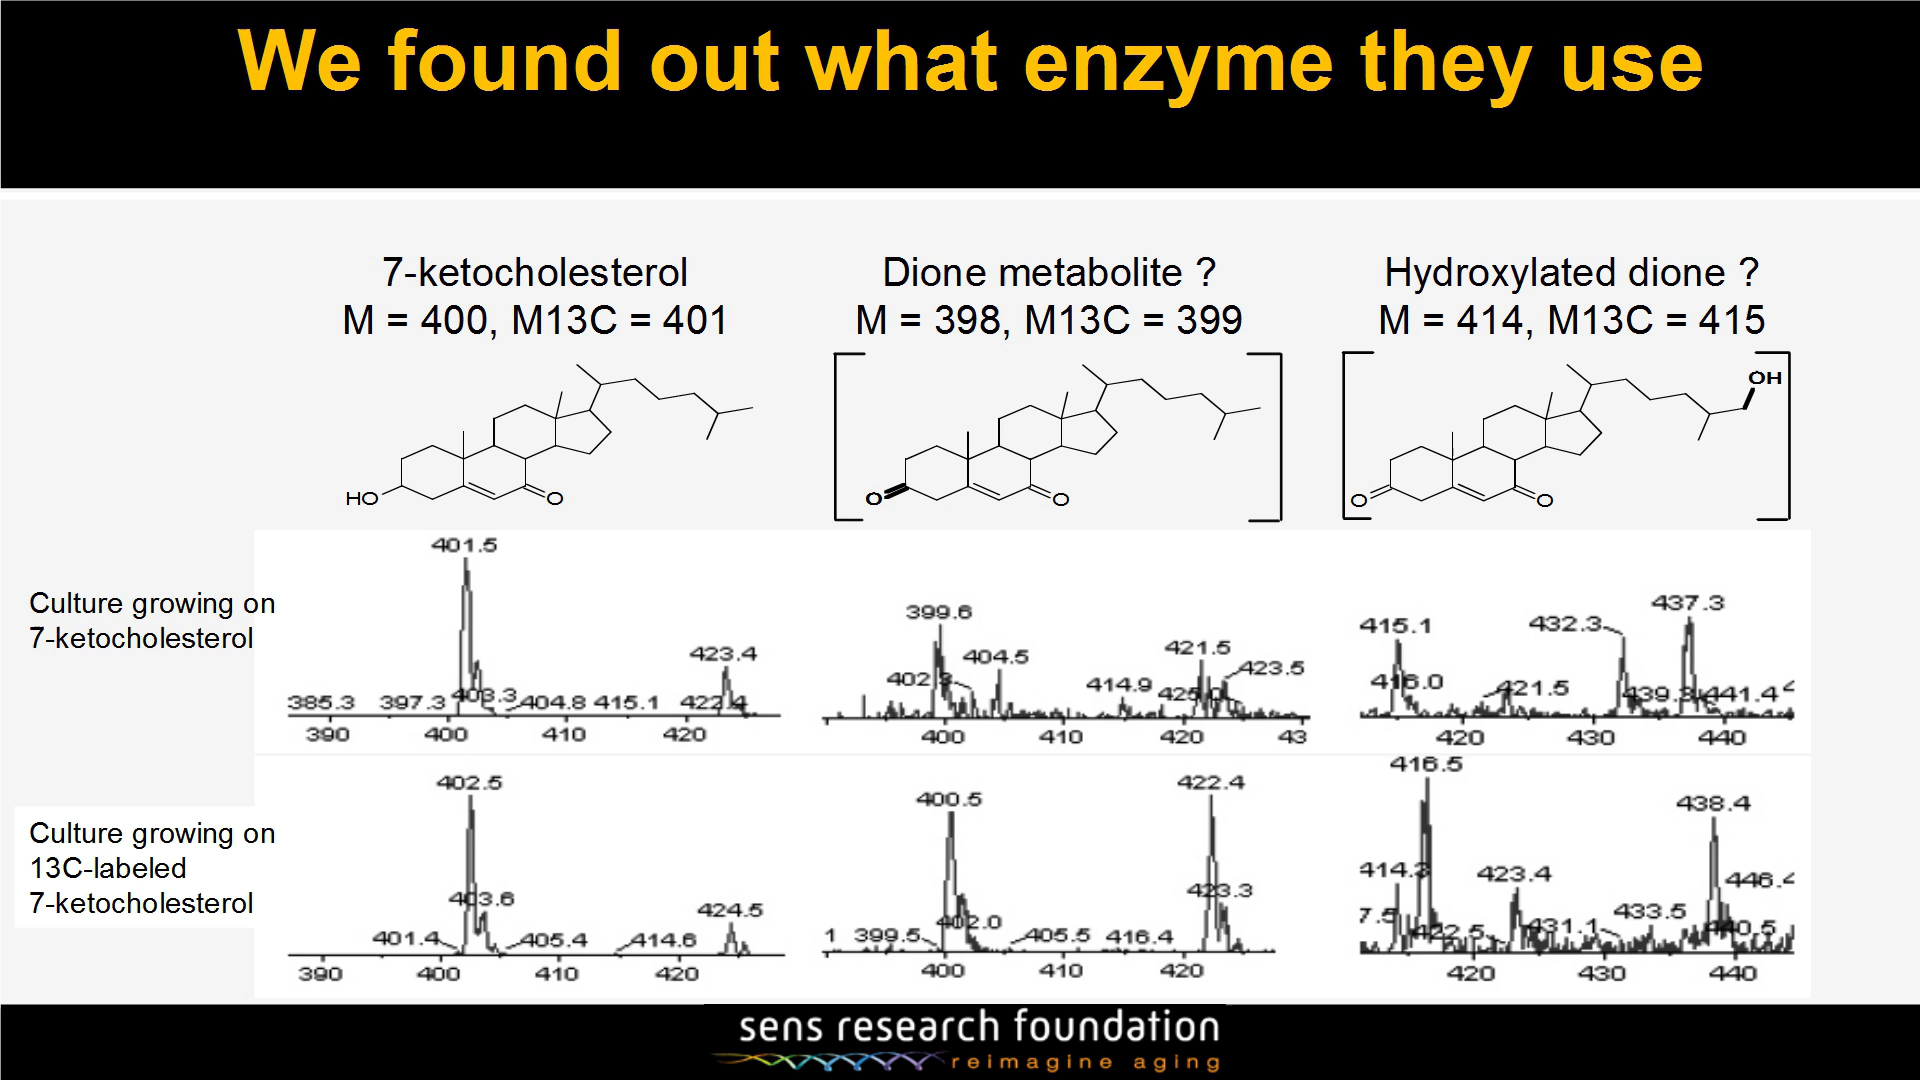 We found out what enzyme they use
7-ketocholesterol
M = 400, M13C = 401
Dione metabolite ?
M = 398, M13C = 399
Hydroxylated dione ?
M = 414, M13C = 415
HO
O
O
O
O
O
OH
Culture growing on
7-ketocholesterol
401.5
423.4
385.3 397.3 403.3 404.8 415.1 422.4
390 400 410 420
399.6
404.5
421.5
423.5
402.3
414.9
425.0
400 410 420 43
437.3
415.1
432.3
416.0
421.5
439.3
441.4
400
420 430 440
Culture growing on
13C-labeled
7-ketocholesterol
402.5
403.6
424.5
401.4 405.4 414.6
390 400 410 420
422.4
400.5
423.3
402.0
1 399.5 405.5 416.4
400 410 420
416.5
438.4
414.3
423.4
446.4
7.5
433.5
422.5
431.1
440.5
420 430 440
sens research foundation
reimagine aging